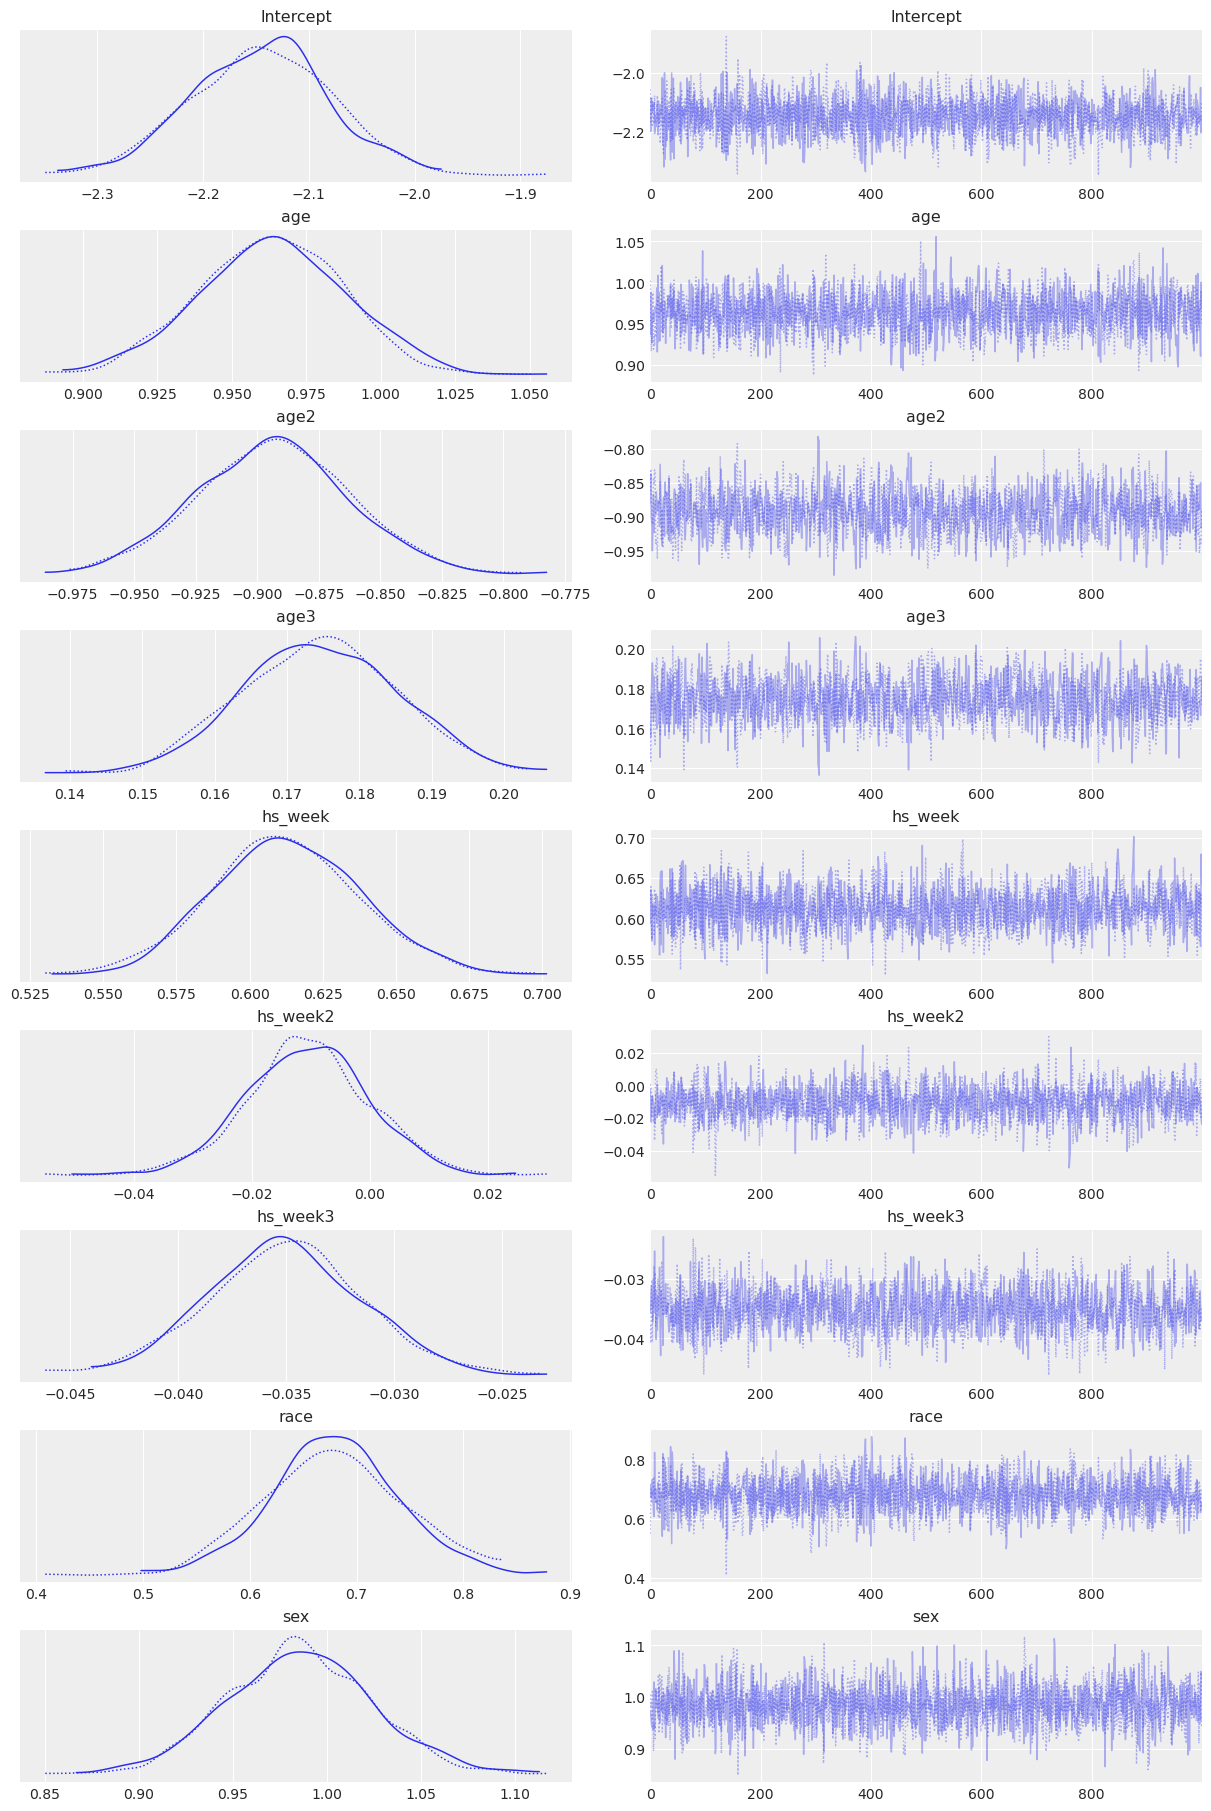 Intercept Intercept
−2.0
−2.2
−2.3 −2.2 −2.1 −2.0 −1.9 0 200 400 600 800
age age
1.05
1.00
0.95
0.90
0.900 0.925 0.950 0.975 1.000 1.025 1.050 0 200 400 600 800
age2 age2
−0.80
−0.85
−0.90
−0.95
−0.975 −0.950 −0.925 −0.900 −0.875 −0.850 −0.825 −0.800 −0.775 0 200 400 600 800
age3 age3
0.20
0.18
0.16
0.14
0.14 0.15 0.16 0.17 0.18 0.19 0.20 0 200 400 600 800
hs_week hs_week
0.70
0.65
0.60
0.55
0.525 0.550 0.575 0.600 0.625 0.650 0.675 0.700 0 200 400 600 800
hs_week2 hs_week2
0.02
0.00
−0.02
−0.04
−0.04 −0.02 0.00 0.02 0 200 400 600 800
hs_week3 hs_week3
−0.03
−0.04
−0.045 −0.040 −0.035 −0.030 −0.025 0 200 400 600 800
race race
0.8
0.6
0.4
0.4 0.5 0.6 0.7 0.8 0.9 0 200 400 600 800
sex sex
1.1
1.0
0.9
0.85 0.90 0.95 1.00 1.05 1.10 0 200 400 600 800